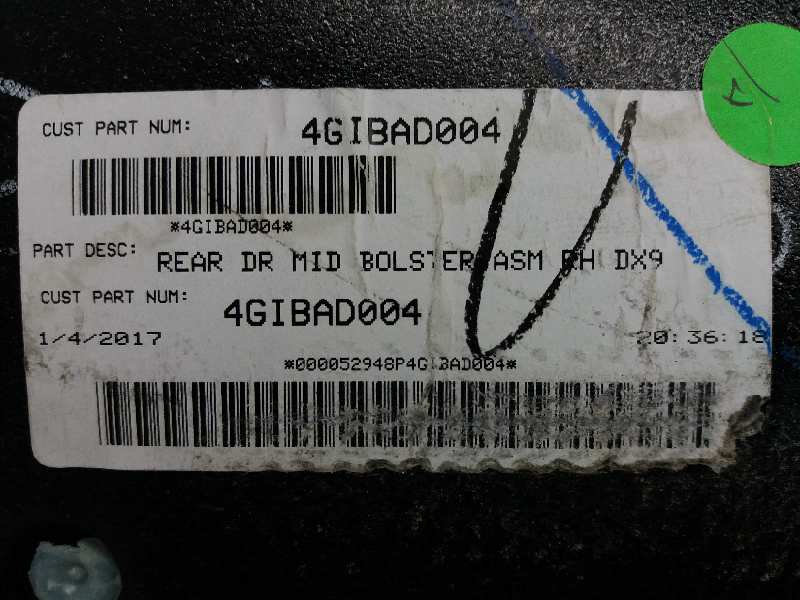 CUST PART NUM: 4GIBAD004
*4GIBAD004*
PART DESC: REAR DR MID BOLSTER ASM RH DX9
CUST PART NUM: 4GIBAD004
1/4/2017 20:36:18
*000052948P4GIBAD004*